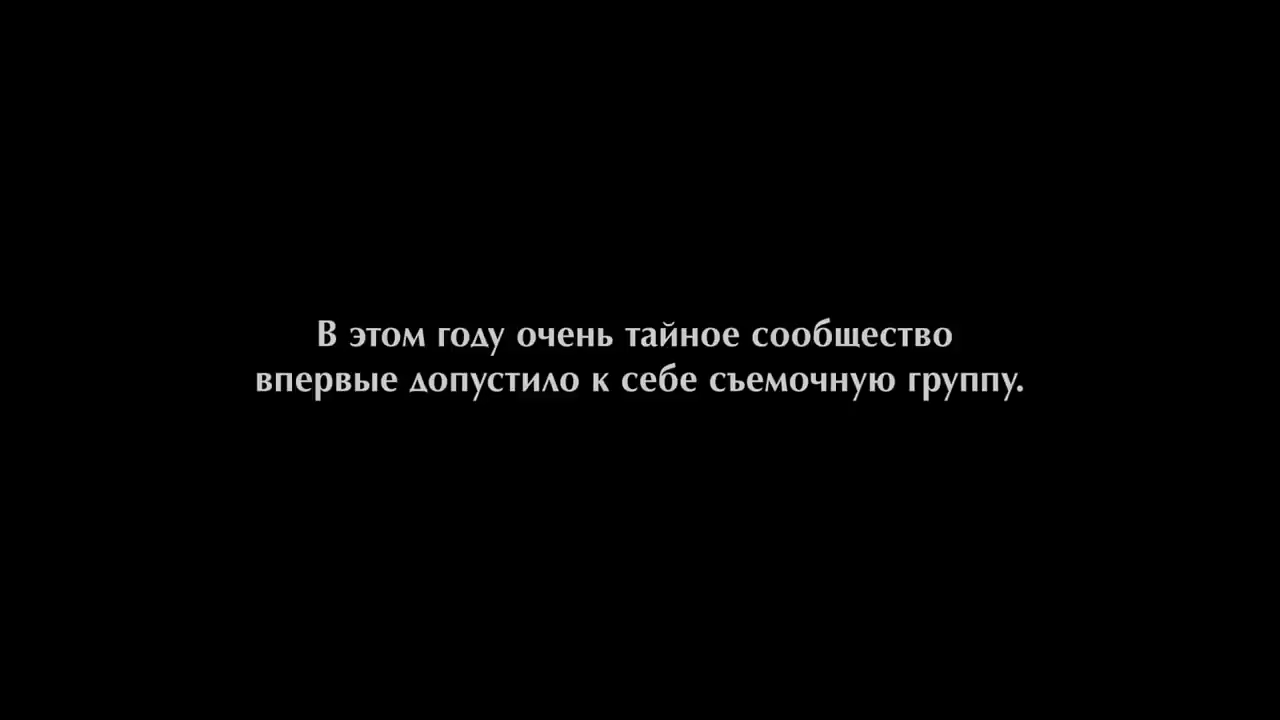 В этом году очень тайное сообщество
впервые допустило к себе съемочную группу.